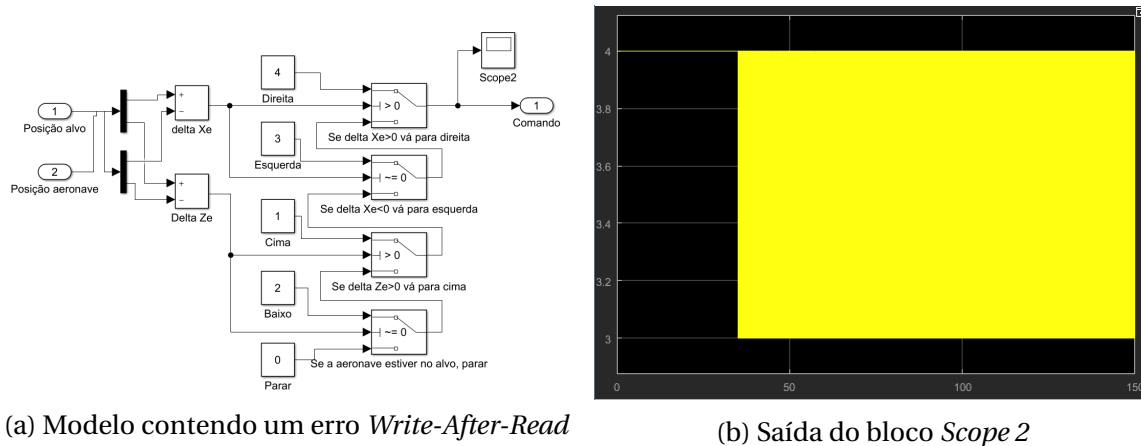 1
Posição alvo
2
Posição aeronave
+
−
delta Xe
+
−
Delta Ze
4
Direita
3
Esquerda
1
Cima
2
Baixo
0
Parar
> 0
Se delta Xe>0 vá para direita
~= 0
Se delta Xe<0 vá para esquerda
> 0
Se delta Ze>0 vá para cima
~= 0
Se a aeronave estiver no alvo, parar
Scope2
1
Comando
(a) Modelo contendo um erro Write-After-Read
4
3.8
3.6
3.4
3.2
3
0
50
100
150
(b) Saída do bloco Scope 2